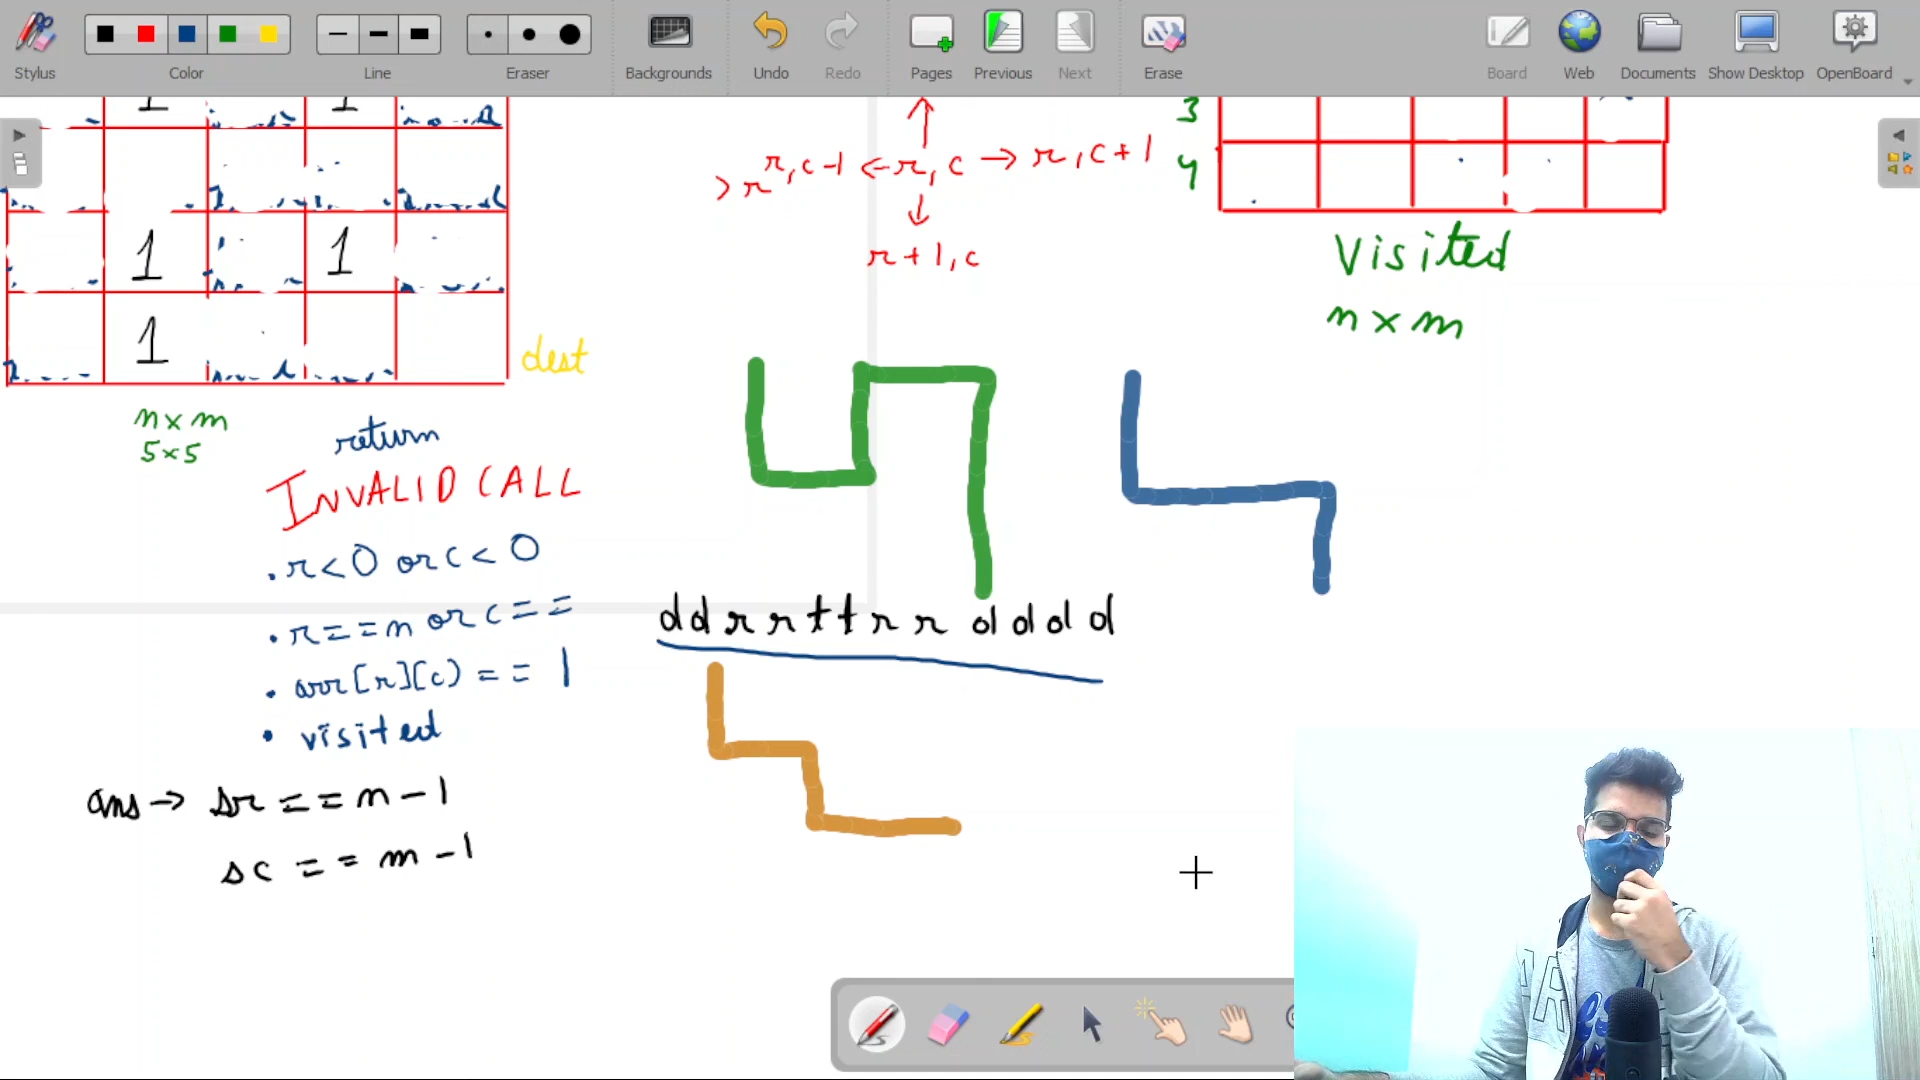 Stylus
Color
Line
Eraser
Backgrounds
Undo
Redo
Pages
Previous
Next
Erase
Board
Web
Documents
Show Desktop
OpenBoard
1 1
1 1
1
dest
n x m
5 x 5
r, c-1 ← r, c → r, c+1
> r
r+1, c
3
4
Visited
n x m
return
INVALID CALL
. r < 0 or c < 0
. r == n or c ==
. arr[r][c) == 1
• visited
ans → sr == n - 1
sc == m - 1
d d r r t t r r d d d d